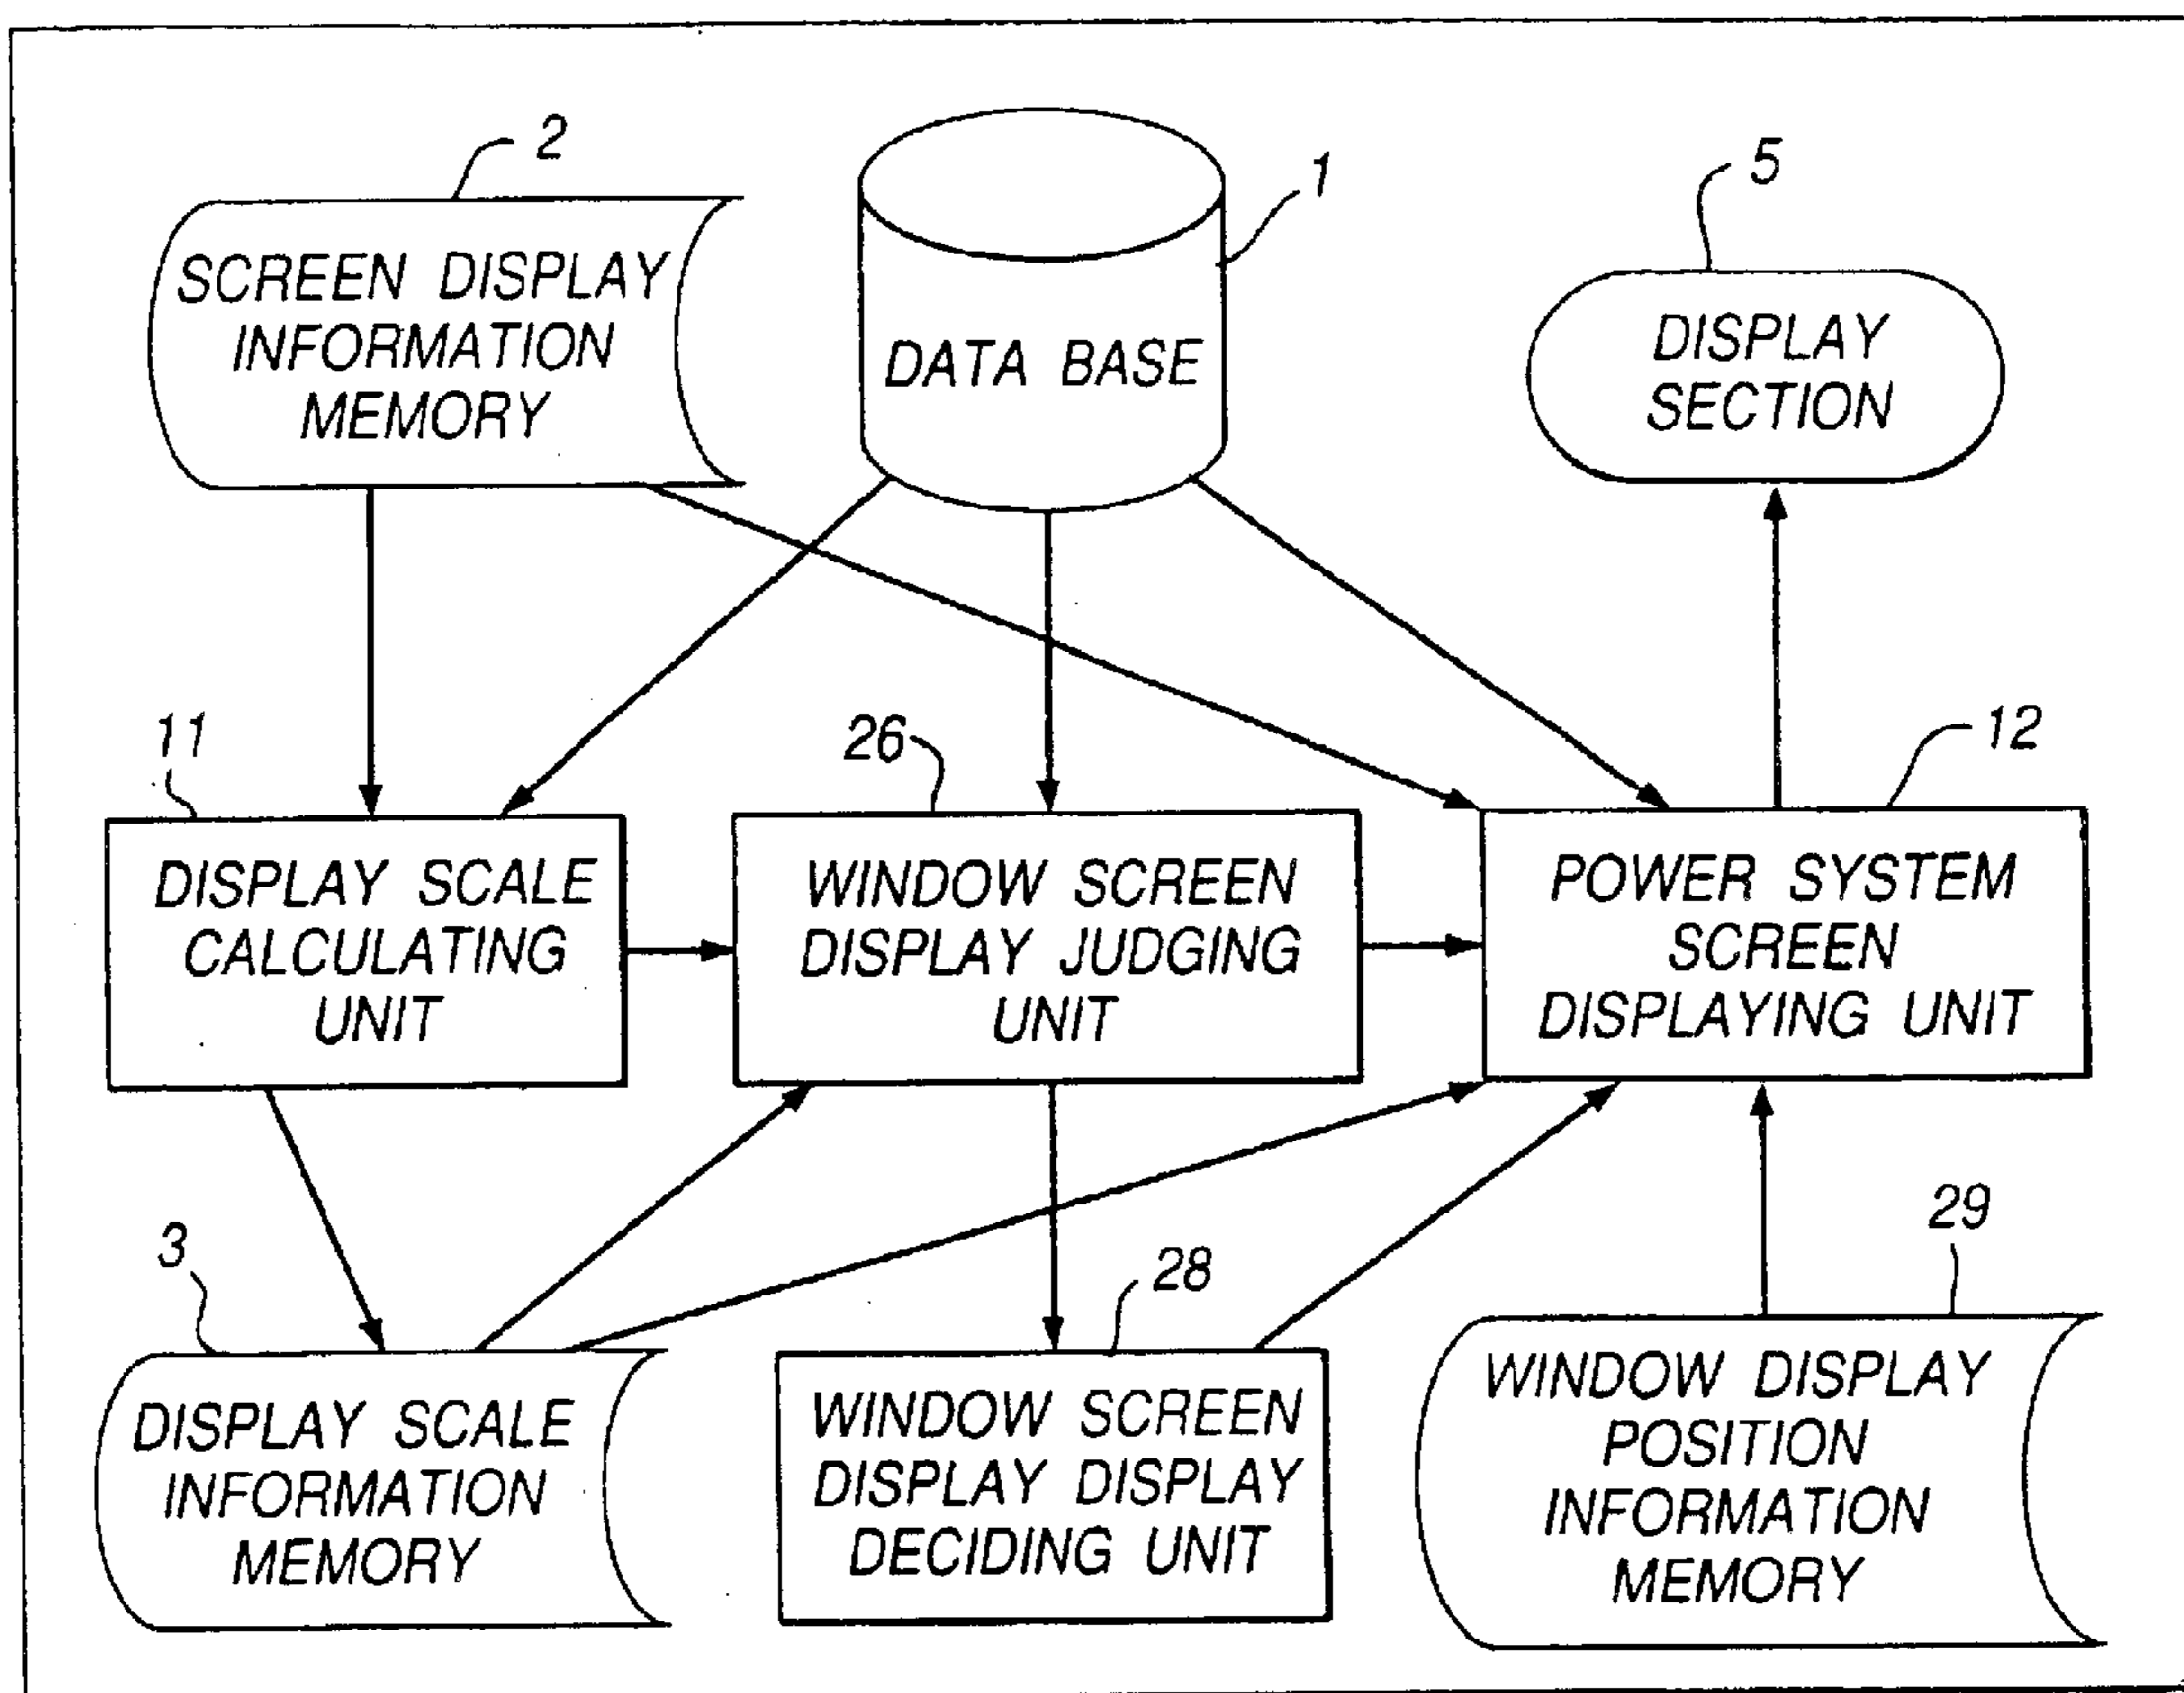 2
SCREEN DISPLAY
INFORMATION
MEMORY
1
DATA BASE
5
DISPLAY
SECTION
11
DISPLAY SCALE
CALCULATING
UNIT
26
WINDOW SCREEN
DISPLAY JUDGING
UNIT
12
POWER SYSTEM
SCREEN
DISPLAYING UNIT
3
DISPLAY SCALE
INFORMATION
MEMORY
28
WINDOW SCREEN
DISPLAY DISPLAY
DECIDING UNIT
29
WINDOW DISPLAY
POSITION
INFORMATION
MEMORY